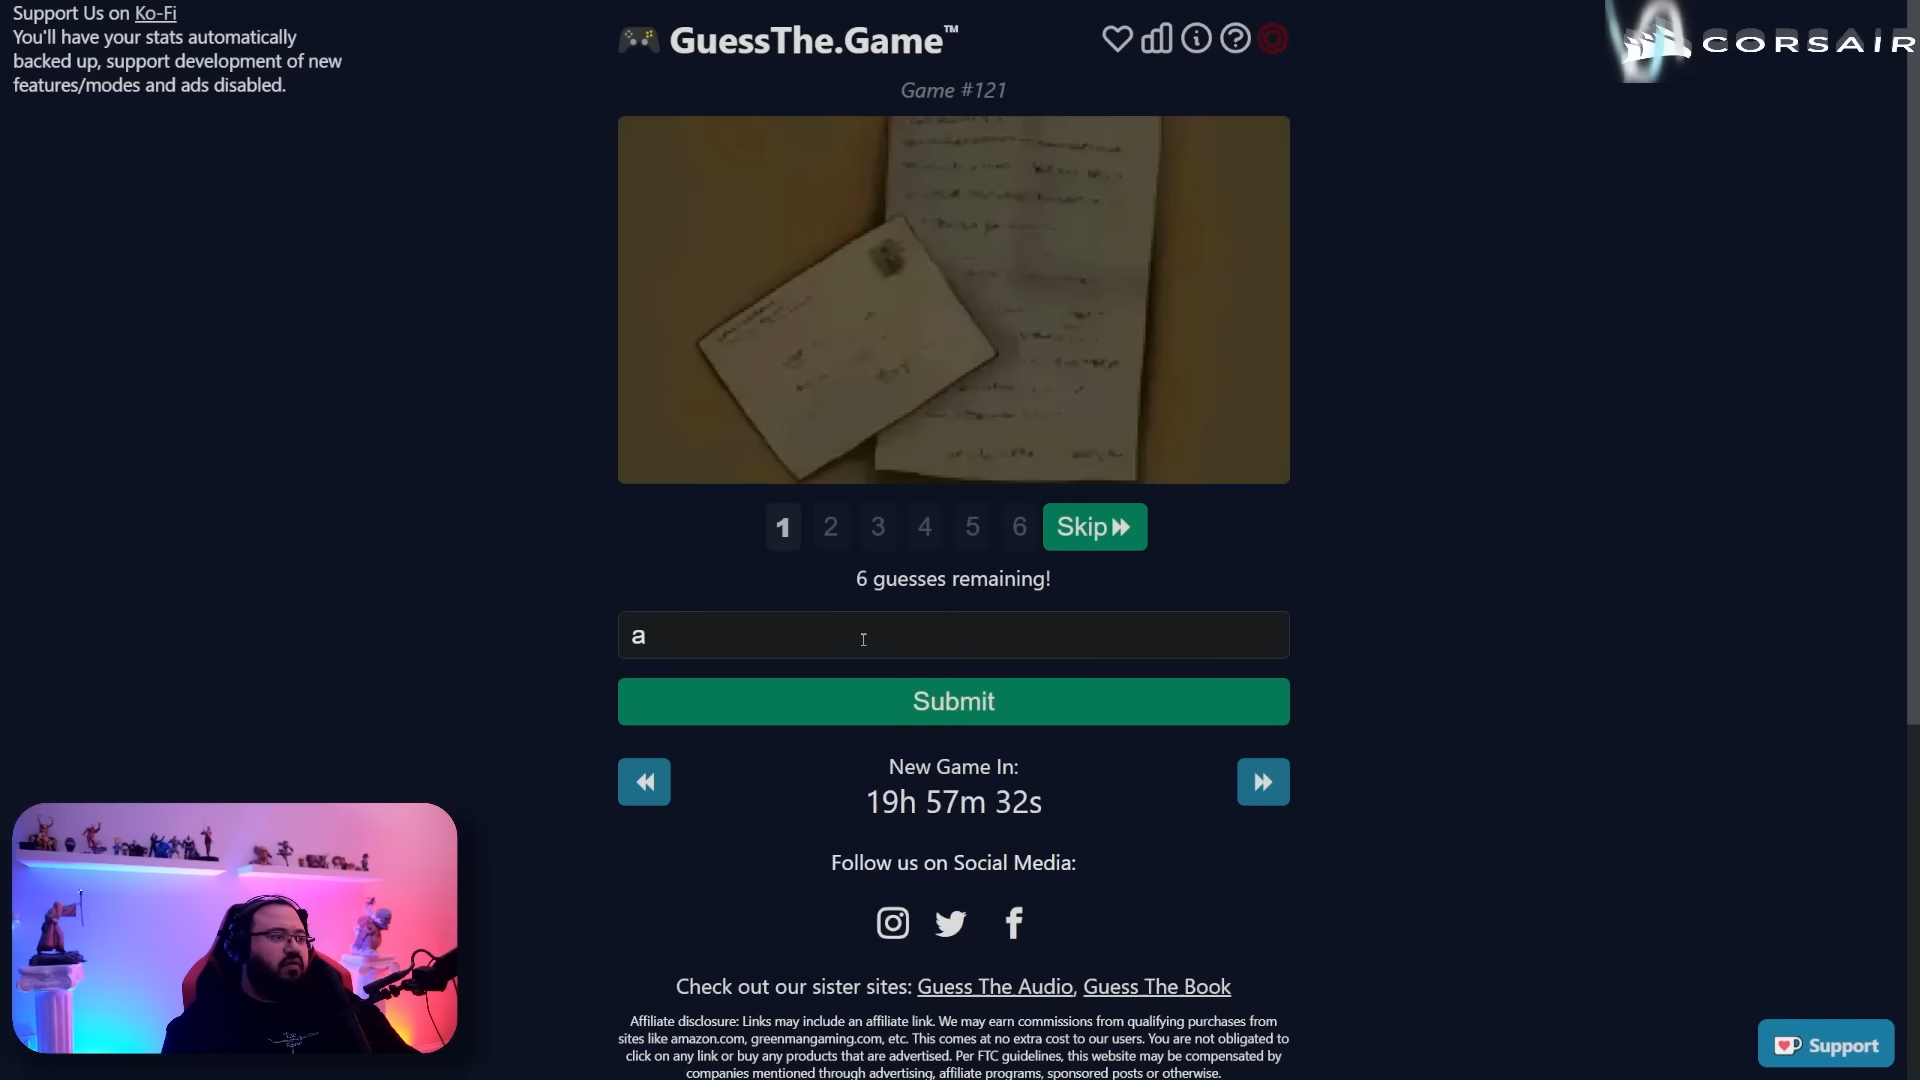 Support Us on Ko-Fi
You'll have your stats automatically
backed up, support development of new
features/modes and ads disabled.
GuessThe.Game™
CORSAIR
Game #121
1 2 3 4 5 6 Skip
6 guesses remaining!
a
Submit
New Game In:
19h 57m 32s
Follow us on Social Media:
Check out our sister sites: Guess The Audio, Guess The Book
Affiliate disclosure: Links may include an affiliate link. We may earn commissions from qualifying purchases from
sites like amazon.com, greenmangaming.com, etc. This comes at no extra cost to our users. You are not obligated to
click on any link or buy any products that are advertised. Per FTC guidelines, this website may be compensated by
companies mentioned through advertising, affiliate programs, sponsored posts or otherwise.
Support